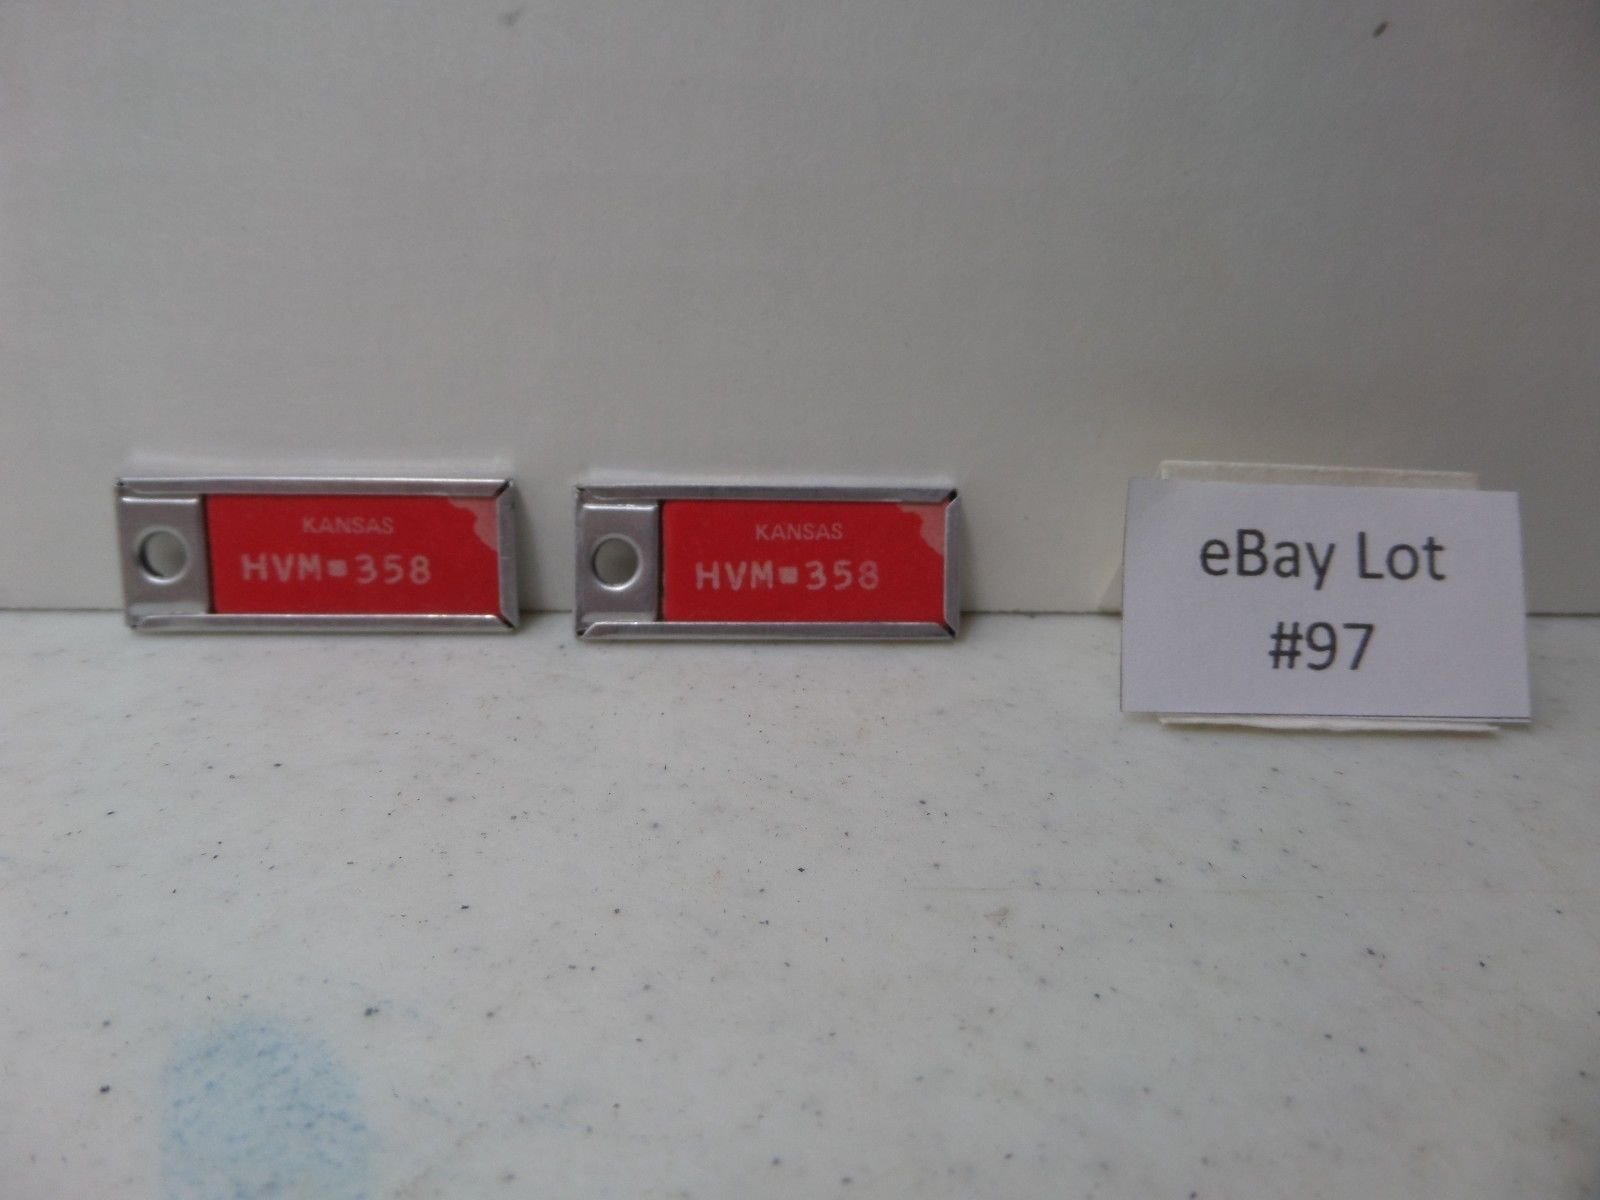 KANSAS
HVM▪358
KANSAS
HVM▪358
eBay Lot
#97